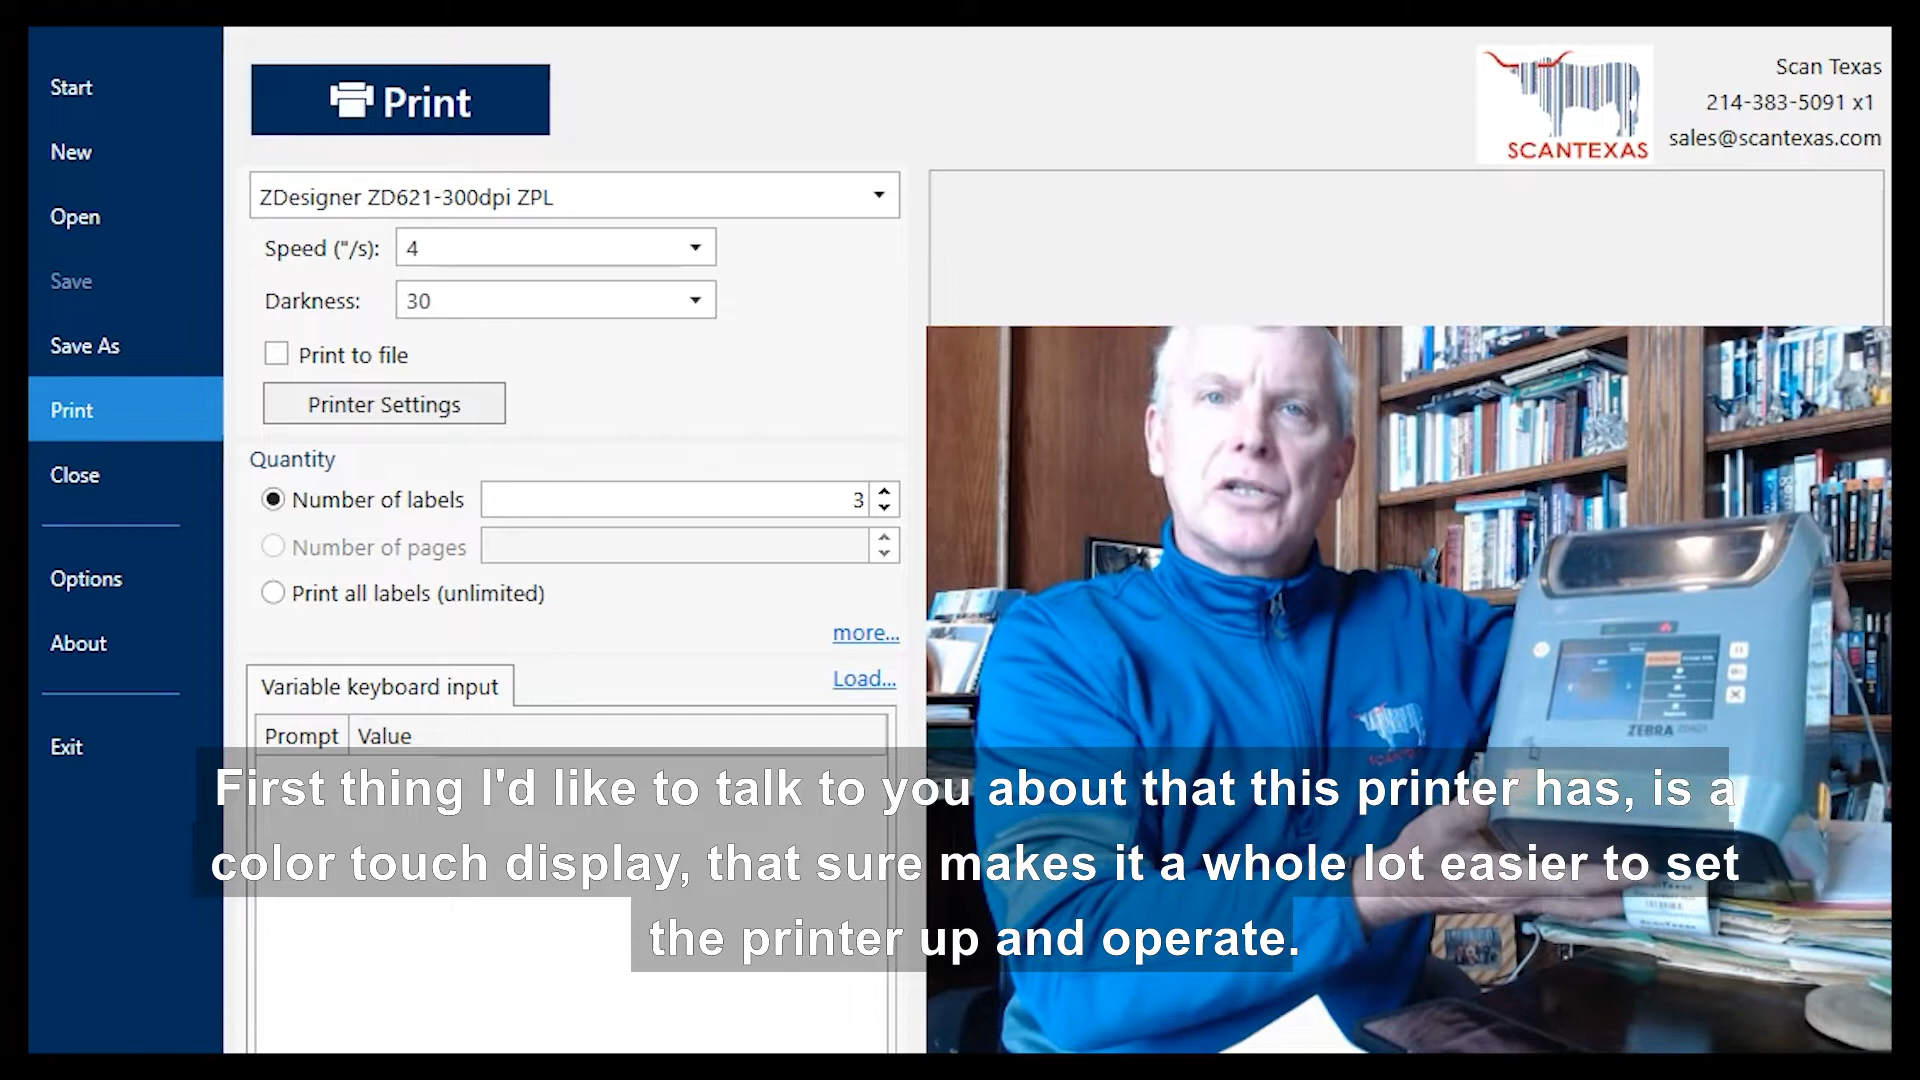 Start
New
Open
Save
Save As
Print
Close
Options
About
Exit
Print
ZDesigner ZD621-300dpi ZPL
Speed ("/s): 4
Darkness: 30
Print to file
Printer Settings
Quantity
Number of labels 3
Number of pages
Print all labels (unlimited)
more...
Variable keyboard input
Load...
Prompt Value
SCANTEXAS
Scan Texas
214-383-5091 x1
sales@scantexas.com
ZEBRA ZD621
First thing I'd like to talk to you about that this printer has, is a
color touch display, that sure makes it a whole lot easier to set
the printer up and operate.